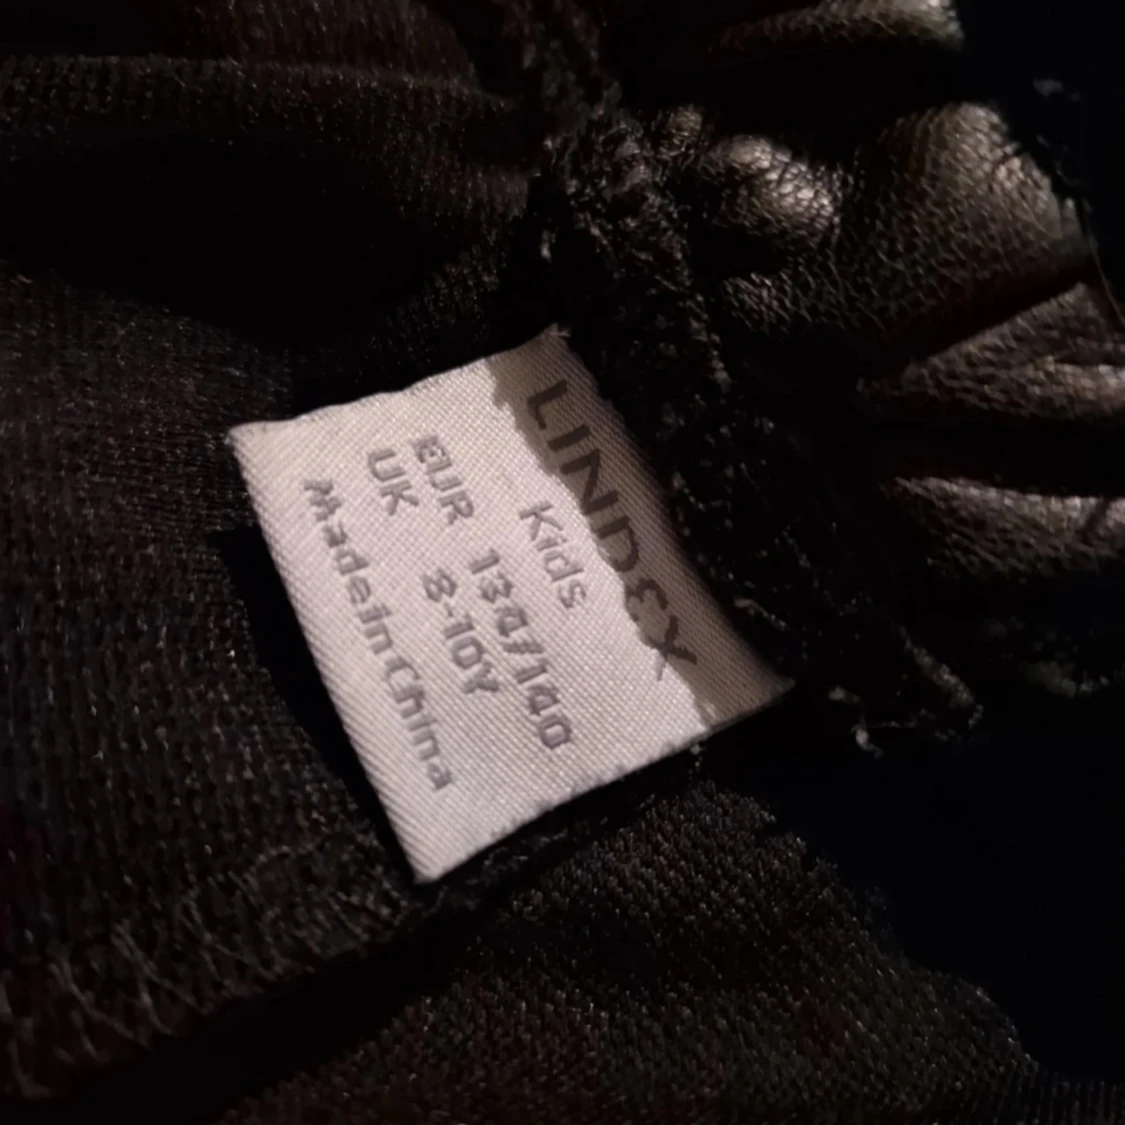 LINDEX
Kids
EUR 134/140
UK 8-10Y
Made in China